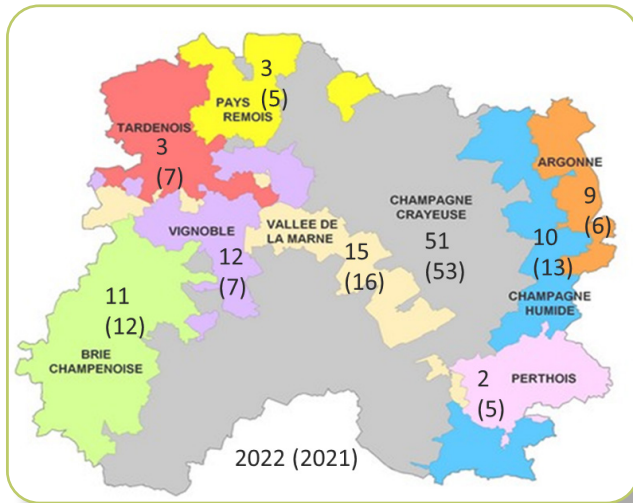 3
(5)
PAYS
REMOIS
TARDENOIS
3
(7)
ARGONNE
9
(6)
CHAMPAGNE
CRAYEUSE
51
(53)
10
(13)
VIGNOBLE
12
(7)
VALLEE DE
LA MARNE
15
(16)
CHAMPAGNE
HUMIDE
11
(12)
BRIE
CHAMPENOISE
2
(5)
PERTHOIS
2022 (2021)